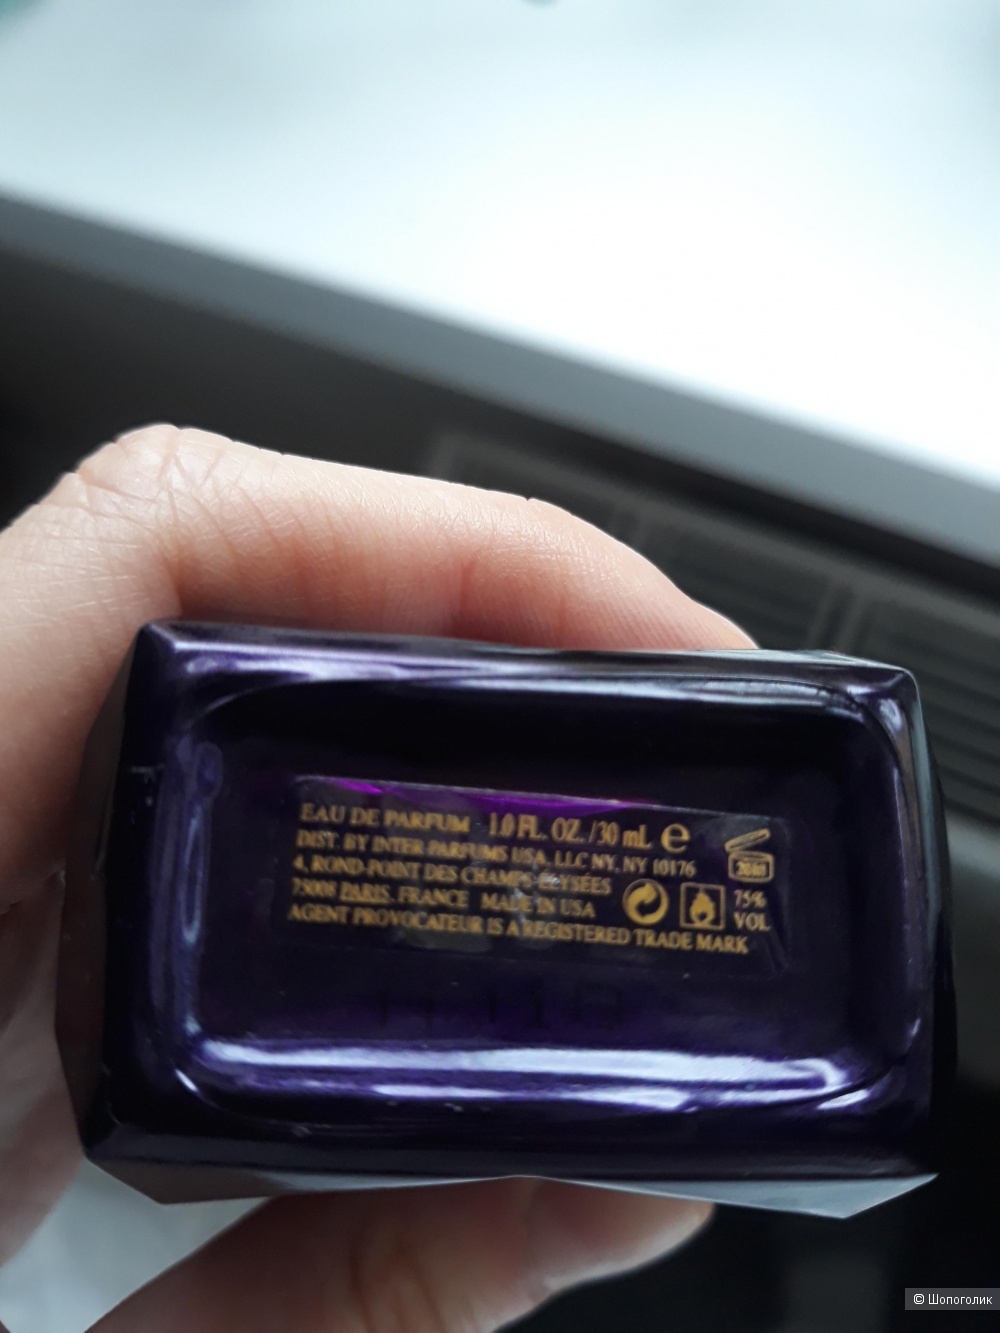 EAU DE PARFUM 1.0 FL. OZ. / 30 mL ℮
DIST. BY INTER PARFUMS USA, LLC NY, NY 10176
4, ROND-POINT DES CHAMPS-ELYSÉES
75008 PARIS, FRANCE MADE IN USA
75%
VOL
AGENT PROVOCATEUR IS A REGISTERED TRADE MARK
© Шопоголик